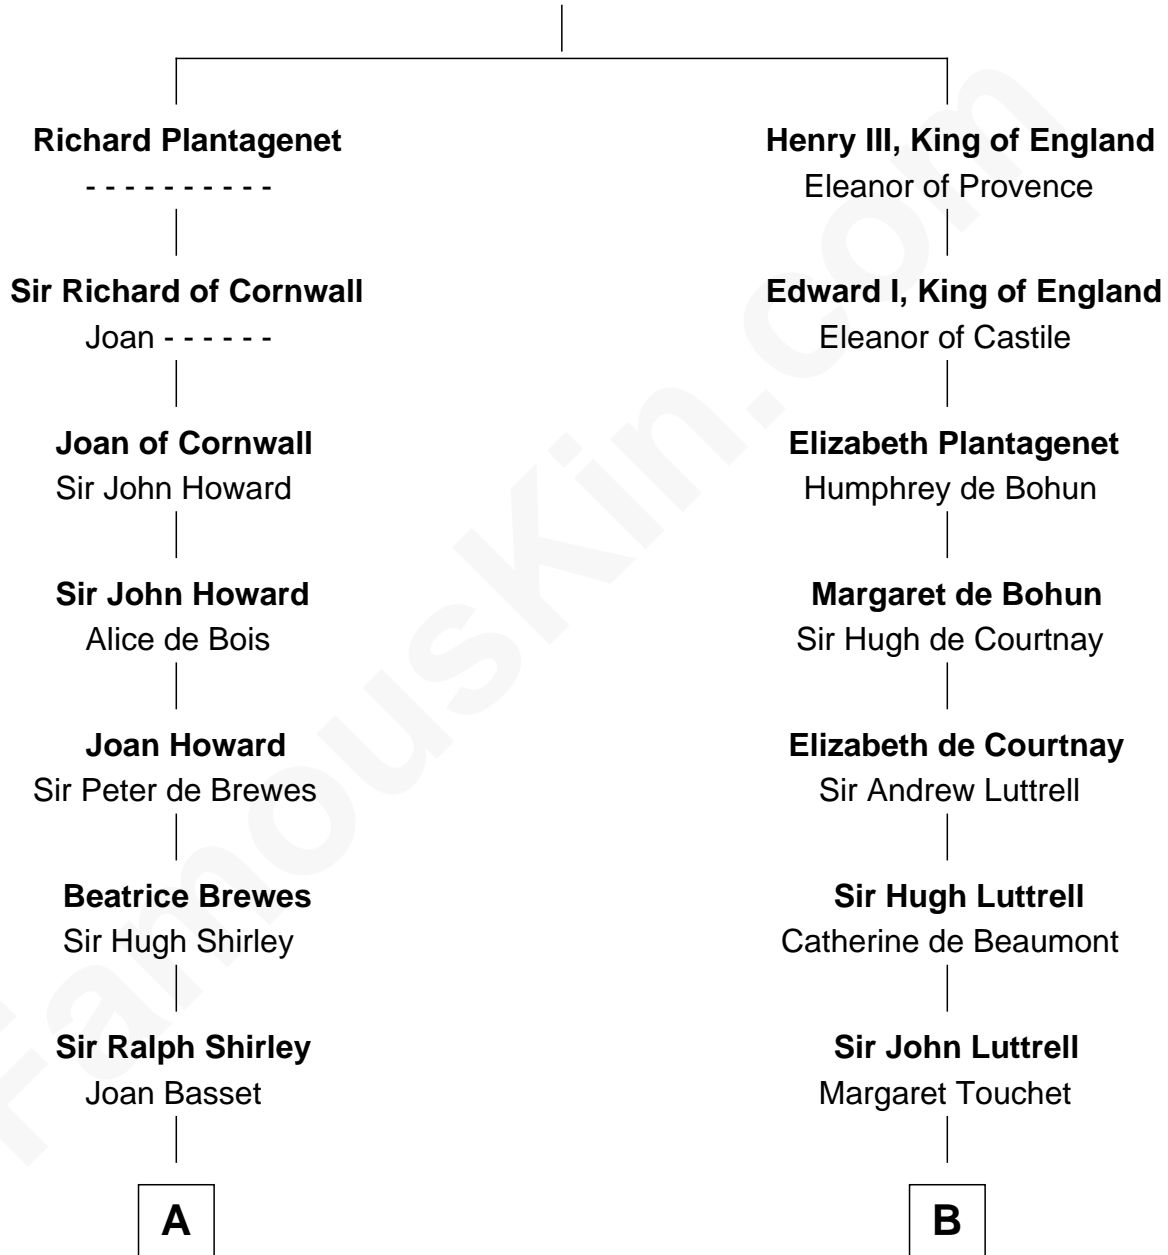 Richard Plantagenet
- - - - - - - - - -
Sir Richard of Cornwall
Joan - - - - - -
Joan of Cornwall
Sir John Howard
Sir John Howard
Alice de Bois
Joan Howard
Sir Peter de Brewes
Beatrice Brewes
Sir Hugh Shirley
Sir Ralph Shirley
Joan Basset
A
Henry III, King of England
Eleanor of Provence
Edward I, King of England
Eleanor of Castile
Elizabeth Plantagenet
Humphrey de Bohun
Margaret de Bohun
Sir Hugh de Courtnay
Elizabeth de Courtnay
Sir Andrew Luttrell
Sir Hugh Luttrell
Catherine de Beaumont
Sir John Luttrell
Margaret Touchet
B
FamousKin.com